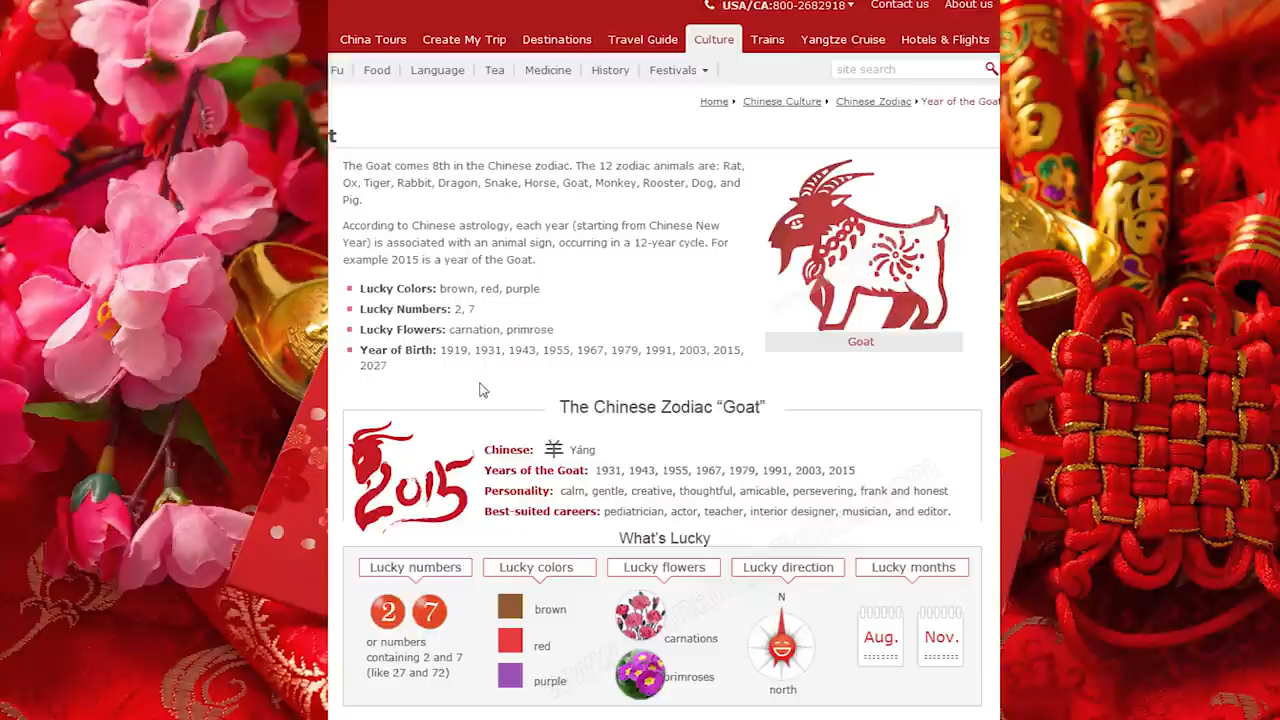 USA/CA:800-2682918 Contact us About us
China Tours Create My Trip Destinations Travel Guide Culture Trains Yangtze Cruise Hotels & Flights
Fu Food Language Tea Medicine History Festivals site search
Home Chinese Culture Chinese Zodiac Year of the Goat
t
The Goat comes 8th in the Chinese zodiac. The 12 zodiac animals are: Rat,
Ox, Tiger, Rabbit, Dragon, Snake, Horse, Goat, Monkey, Rooster, Dog, and
Pig.
According to Chinese astrology, each year (starting from Chinese New
Year) is associated with an animal sign, occurring in a 12-year cycle. For
example 2015 is a year of the Goat.
Lucky Colors: brown, red, purple
Lucky Numbers: 2, 7
Lucky Flowers: carnation, primrose
Year of Birth: 1919, 1931, 1943, 1955, 1967, 1979, 1991, 2003, 2015,
2027
Goat
The Chinese Zodiac “Goat”
2015
Chinese: 羊 Yáng
Years of the Goat: 1931, 1943, 1955, 1967, 1979, 1991, 2003, 2015
Personality: calm, gentle, creative, thoughtful, amicable, persevering, frank and honest
Best-suited careers: pediatrician, actor, teacher, interior designer, musician, and editor.
What's Lucky
Lucky numbers Lucky colors Lucky flowers Lucky direction Lucky months
2 7
or numbers
containing 2 and 7
(like 27 and 72)
brown
red
purple
carnations
primroses
N
north
Aug. Nov.
福
福